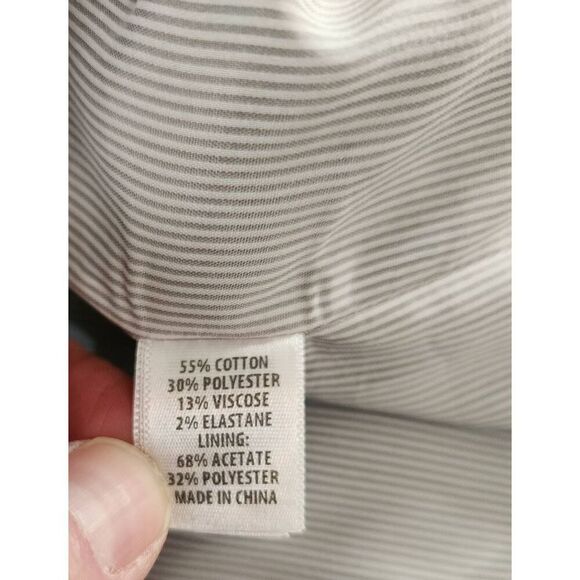 55% COTTON
30% POLYESTER
13% VISCOSE
2% ELASTANE
LINING:
68% ACETATE
32% POLYESTER
MADE IN CHINA